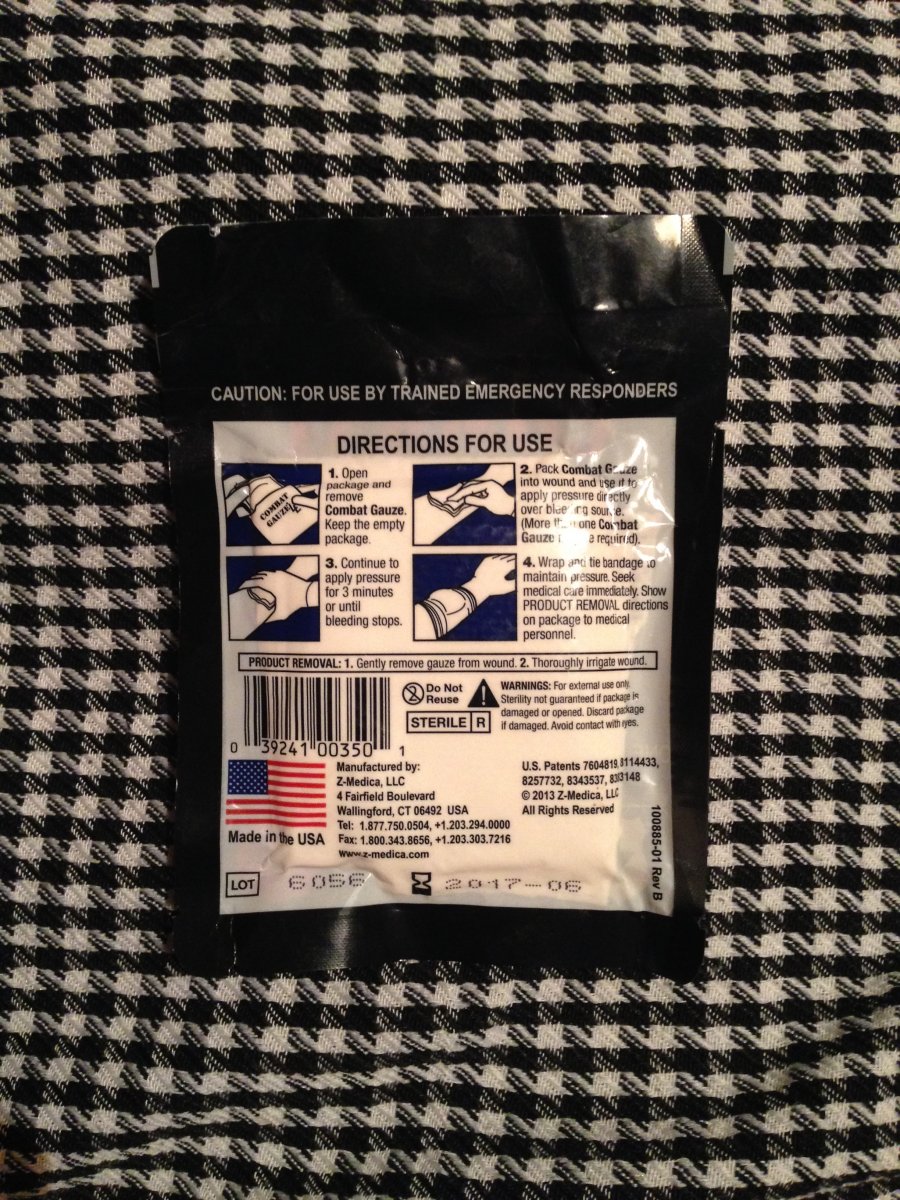 CAUTION: FOR USE BY TRAINED EMERGENCY RESPONDERS
DIRECTIONS FOR USE
COMBAT
GAUZE
1. Open
package and
remove
Combat Gauze.
Keep the empty
package.
2. Pack Combat Gauze
into wound and use it to
apply pressure directly
over bleeding source.
(More than one Combat
Gauze required).
3. Continue to
apply pressure
for 3 minutes
or until
bleeding stops.
4. Wrap and tie bandage to
maintain pressure. Seek
medical care immediately. Show
PRODUCT REMOVAL directions
on package to medical
personnel.
PRODUCT REMOVAL: 1. Gently remove gauze from wound. 2. Thoroughly irrigate wound.
Do Not
Reuse
STERILE R
WARNINGS: For external use only.
Sterility not guaranteed if package is
damaged or opened. Discard package
if damaged. Avoid contact with eyes.
0 39241 00350 1
Made in the USA
Manufactured by:
Z-Medica, LLC
4 Fairfield Boulevard
Wallingford, CT 06492 USA
Tel: 1.877.750.0504, +1.203.294.0000
Fax: 1.800.343.8656, +1.203.303.7216
www.z-medica.com
U.S. Patents 7604819, 8114433,
8257732, 8343537,
© 2013 Z-Medica, LLC
All Rights Reserved
100885-01 Rev B
LOT 6056 2017-06